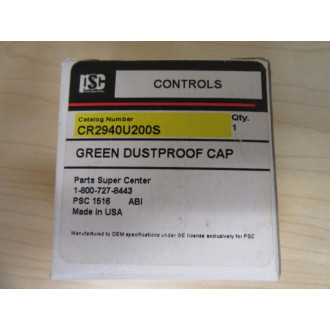 PSC
CONTROLS
Catalog Number
Qty.
CR2940U200S
1
GREEN DUSTPROOF CAP
Parts Super Center
1-800-727-8443
PSC 1516 ABI
Made in USA
Manufactured to OEM specifications under GE license exclusively for PSC